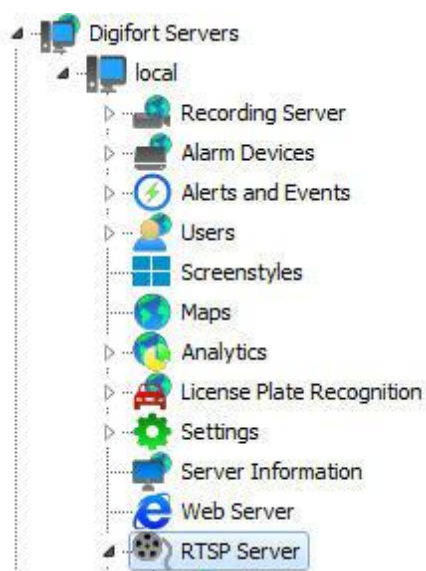 Digifort Servers
local
Recording Server
Alarm Devices
Alerts and Events
Users
Screenstyles
Maps
Analytics
License Plate Recognition
Settings
Server Information
Web Server
RTSP Server